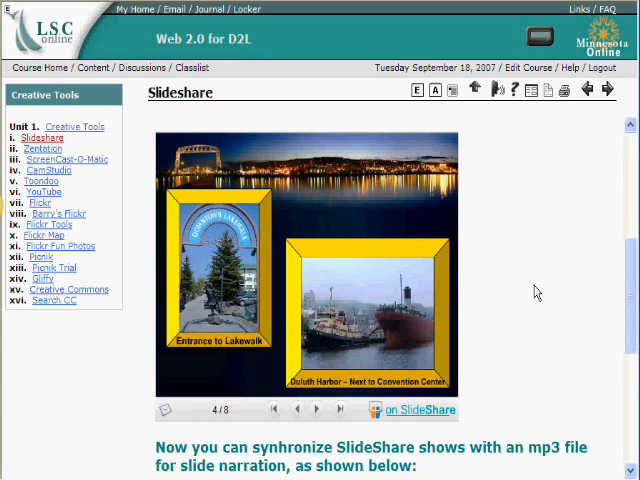 E
My Home / Email / Journal / Locker
Links / FAQ
LSC
online
Web 2.0 for D2L
Minnesota
Online
Course Home / Content / Discussions / Classlist
Tuesday September 18, 2007 / Edit Course / Help / Logout
Creative Tools
Slideshare
E A ?
Unit 1. Creative Tools
i. Slideshare
ii. Zentation
iii. ScreenCast-O-Matic
iv. CamStudio
v. Toondoo
vi. YouTube
vii. Flickr
viii. Barry's Flickr
ix. Flickr Tools
x. Flickr Map
xi. Flickr Fun Photos
xii. Picnik
xiii. Picnik Trial
xiv. Gliffy
xv. Creative Commons
xvi. Search CC
DOWNTOWN LAKEWALK
Entrance to Lakewalk
Duluth Harbor – Next to Convention Center
4 / 8
on SlideShare
Now you can synhronize SlideShare shows with an mp3 file
for slide narration, as shown below: